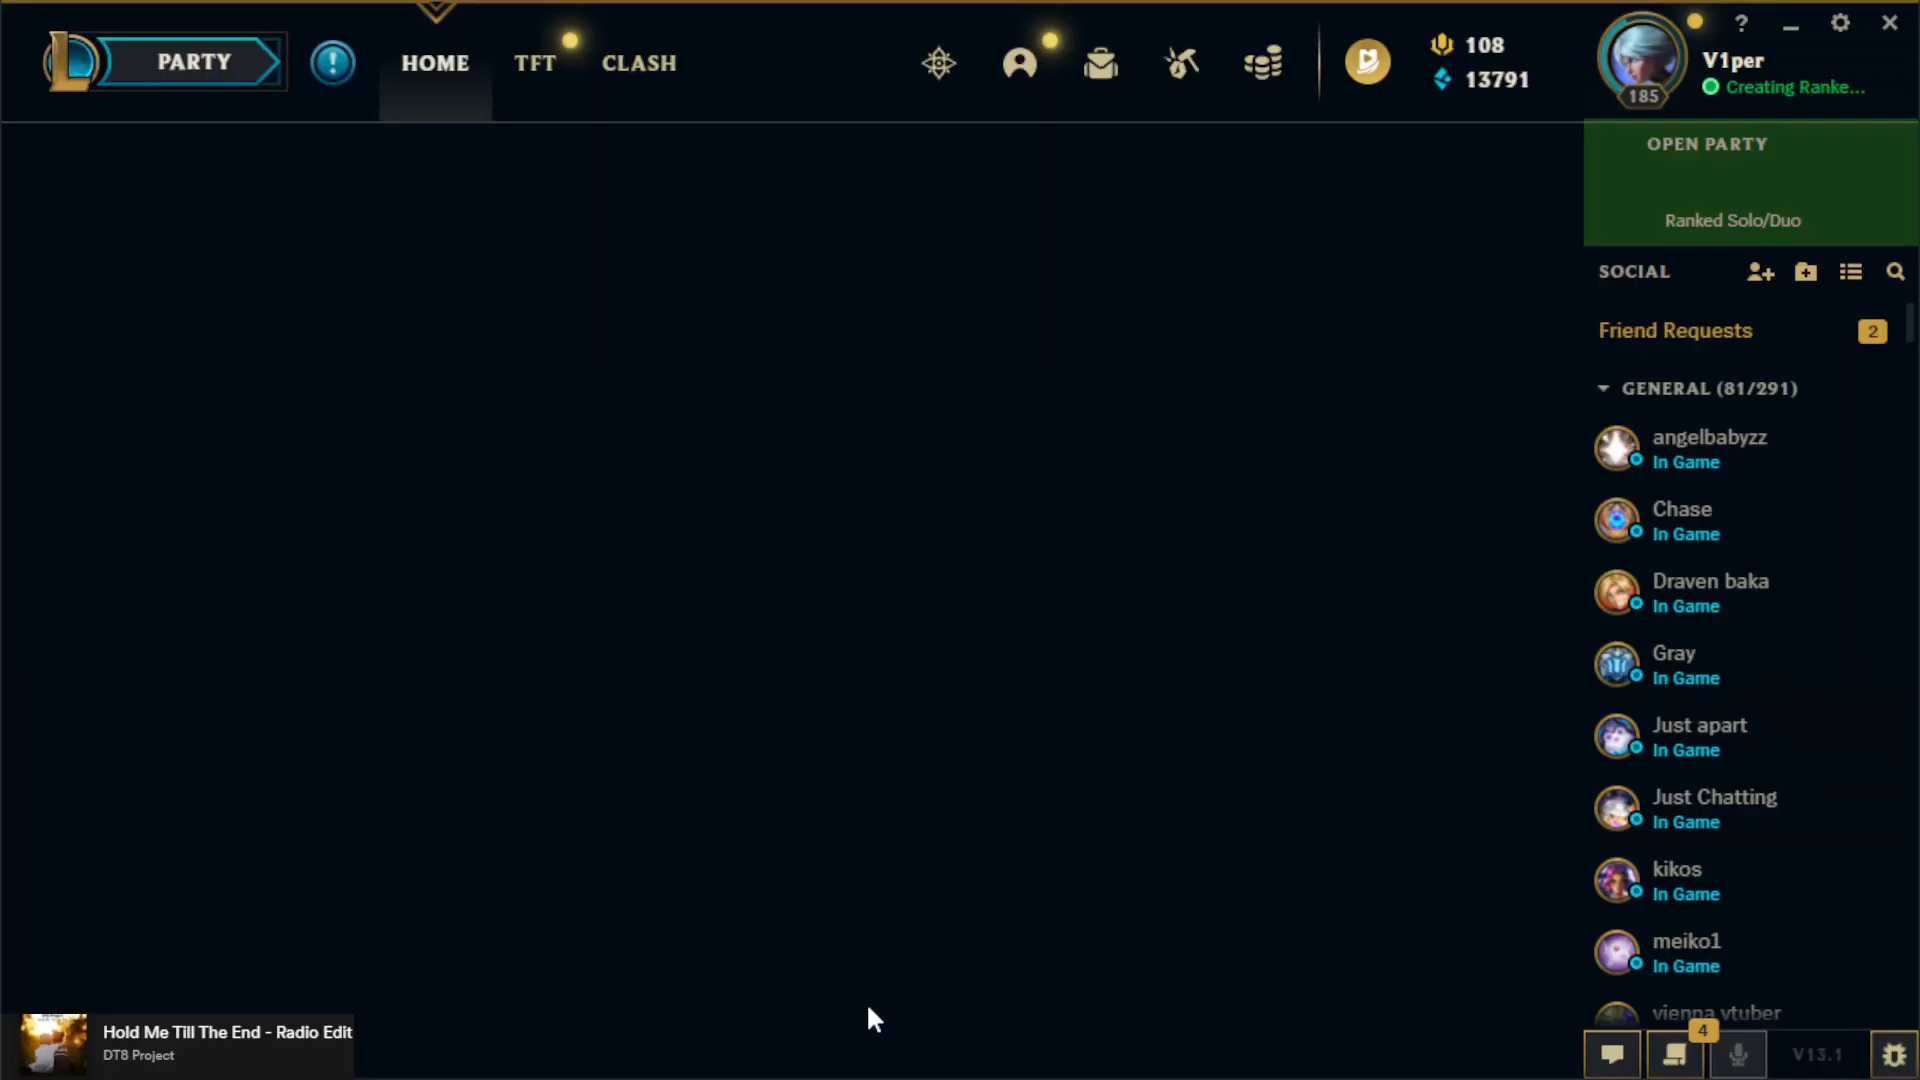 PARTY
HOME
TFT
CLASH
108
13791
185
V1per
Creating Ranke...
OPEN PARTY
Ranked Solo/Duo
SOCIAL
Friend Requests
2
GENERAL (81/291)
angelbabyzz
In Game
Chase
In Game
Draven baka
In Game
Gray
In Game
Just apart
In Game
Just Chatting
In Game
kikos
In Game
meiko1
In Game
vienna vtuber
4
V13.1
Hold Me Till The End - Radio Edit
DT8 Project